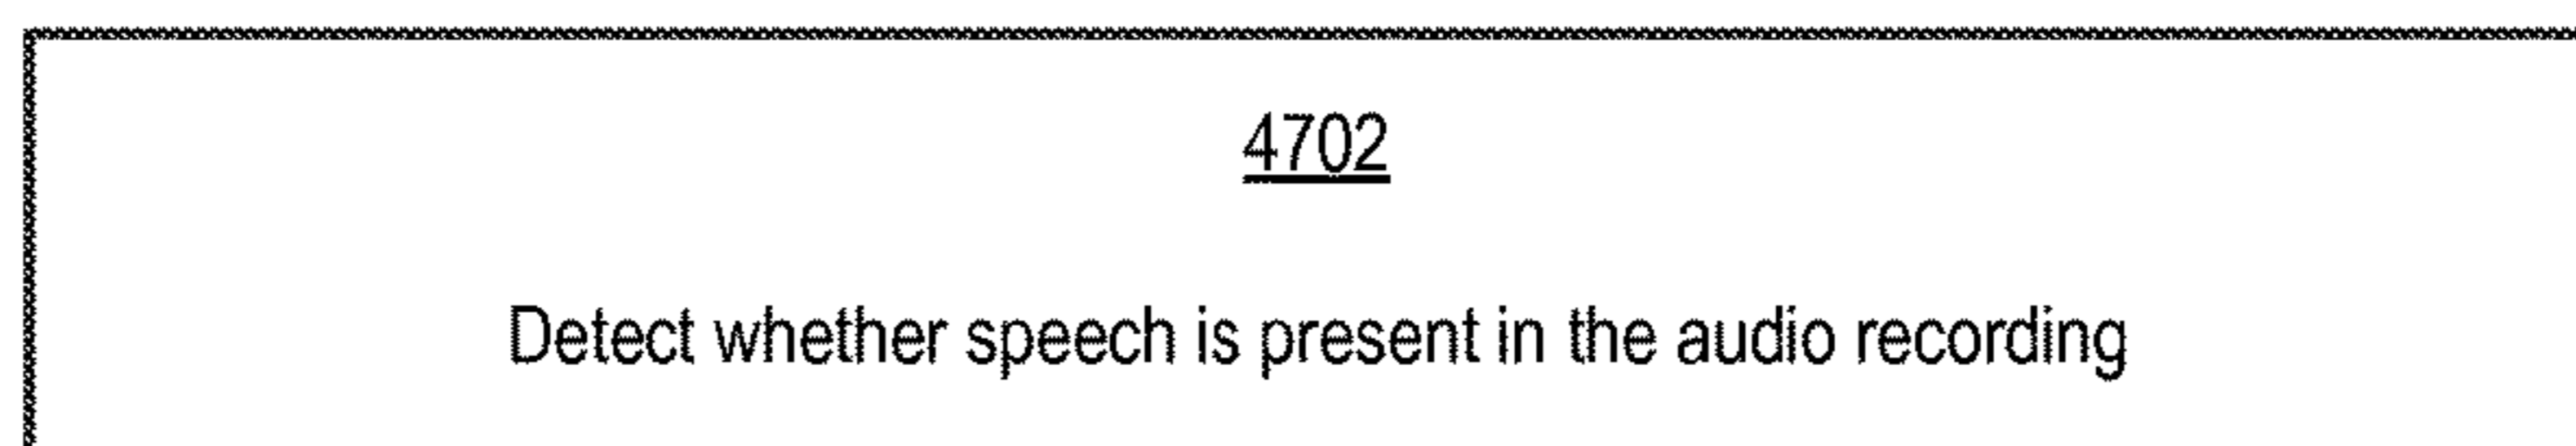 4702
Detect whether speech is present in the audio recording